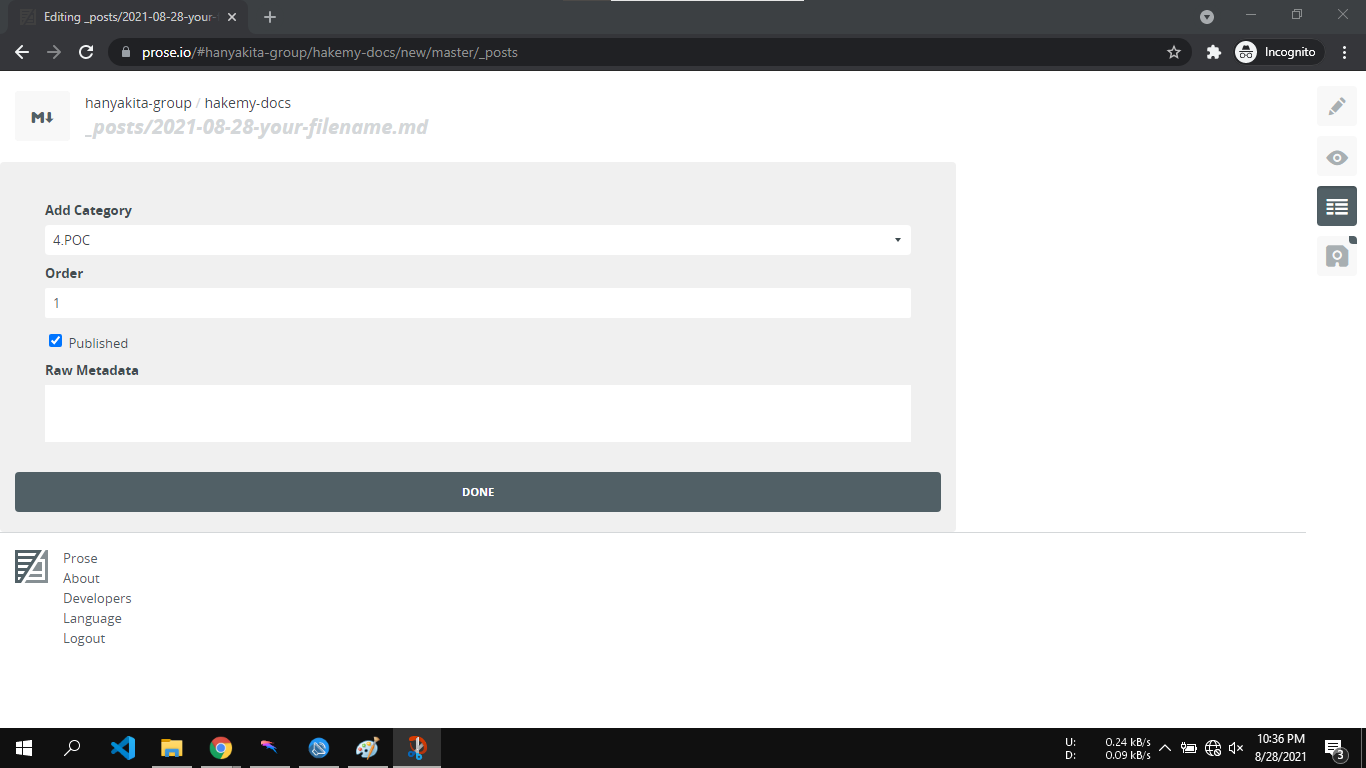 Editing _posts/2021-08-28-your-
prose.io/#hanyakita-group/hakemy-docs/new/master/_posts
Incognito
M
hanyakita-group / hakemy-docs
_posts/2021-08-28-your-filename.md
Add Category
4.POC
Order
1
Published
Raw Metadata
DONE
Prose
About
Developers
Language
Logout
U: 0.24 kB/s
D: 0.09 kB/s
10:36 PM
8/28/2021
3